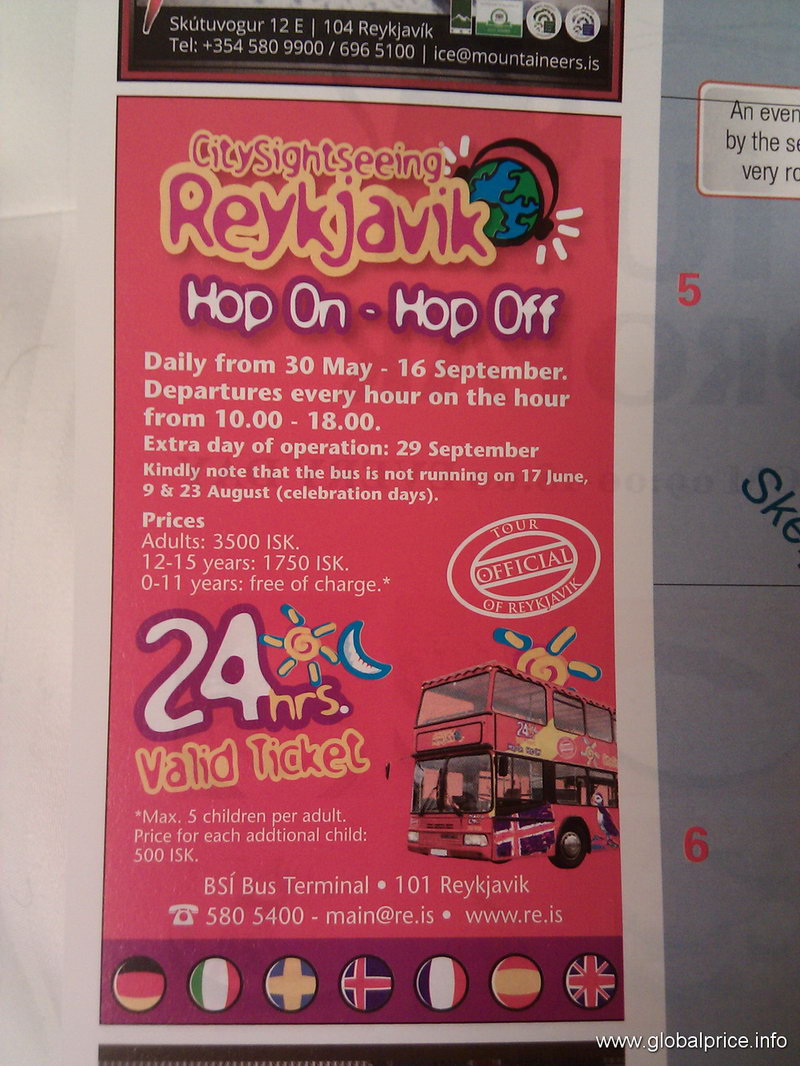 Skútuvogur 12 E | 104 Reykjavík
Tel: +354 580 9900 / 696 5100 | ice@mountaineers.is
An even
by the se
very ro
CitySightseeing
Reykjavik
Hop On - Hop Off
5
Daily from 30 May - 16 September.
Departures every hour on the hour
from 10.00 - 18.00.
Extra day of operation: 29 September
Kindly note that the bus is not running on 17 June,
9 & 23 August (celebration days).
Ske
Prices
Adults: 3500 ISK.
12-15 years: 1750 ISK.
0-11 years: free of charge.*
TOUR
OFFICIAL
OF REYKJAVIK
24hrs.
Valid Ticket
*Max. 5 children per adult.
Price for each addtional child:
500 ISK.
6
BSÍ Bus Terminal • 101 Reykjavik
☎ 580 5400 - main@re.is • www.re.is
www.globalprice.info